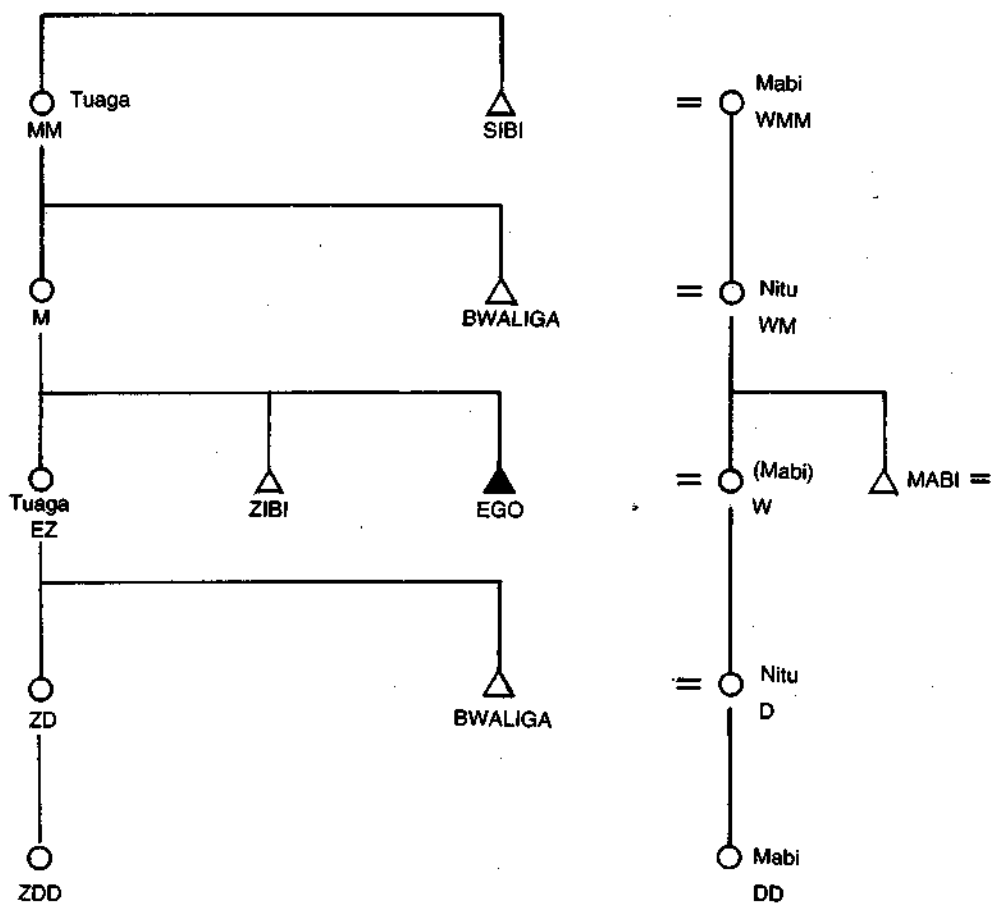 Tuaga
MM
SIBI
= Mabi
WMM
M
BWALIGA
= Nitu
WM
Tuaga
EZ
ZIBI
EGO
= (Mabi)
W
MABI =
ZD
BWALIGA
= Nitu
D
ZDD
Mabi
DD